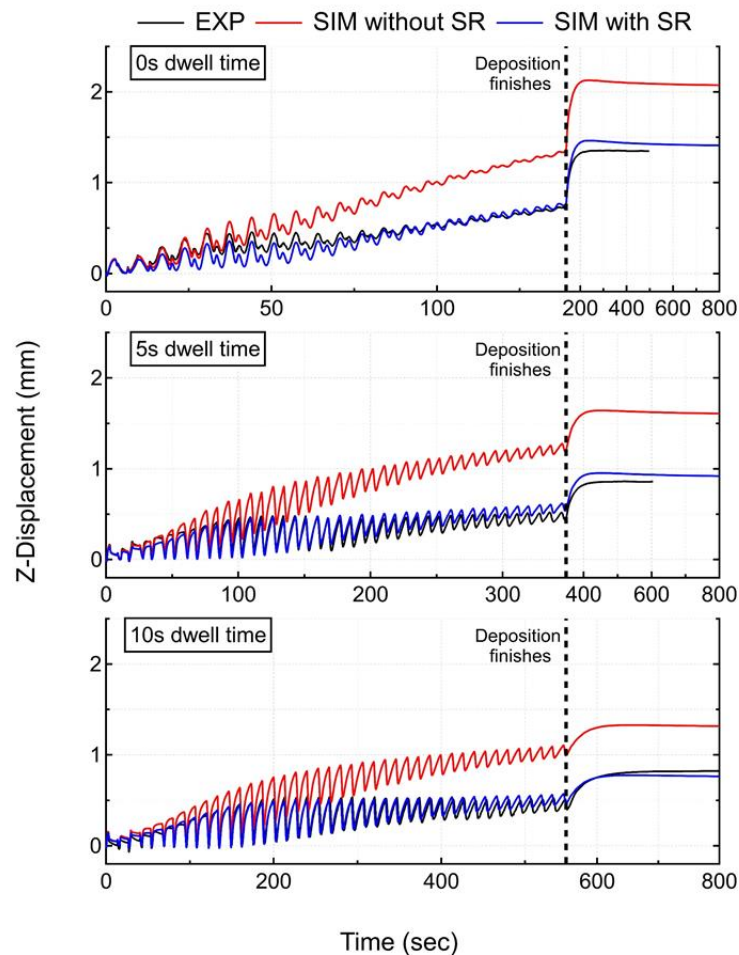 EXP SIM without SR SIM with SR
0s dwell time
Deposition
finishes
2
1
0
0 50 100 200 400 600 800
5s dwell time
Deposition
finishes
2
1
0
0 100 200 300 400 600 800
10s dwell time
Deposition
finishes
2
1
0
0 200 400 600 800
Z-Displacement (mm)
Time (sec)